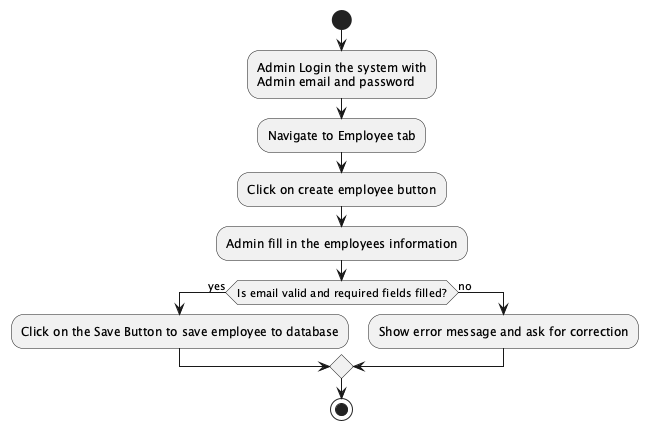 Admin Login the system with
Admin email and password
Navigate to Employee tab
Click on create employee button
Admin fill in the employees information
yes
Is email valid and required fields filled?
no
Click on the Save Button to save employee to database
Show error message and ask for correction